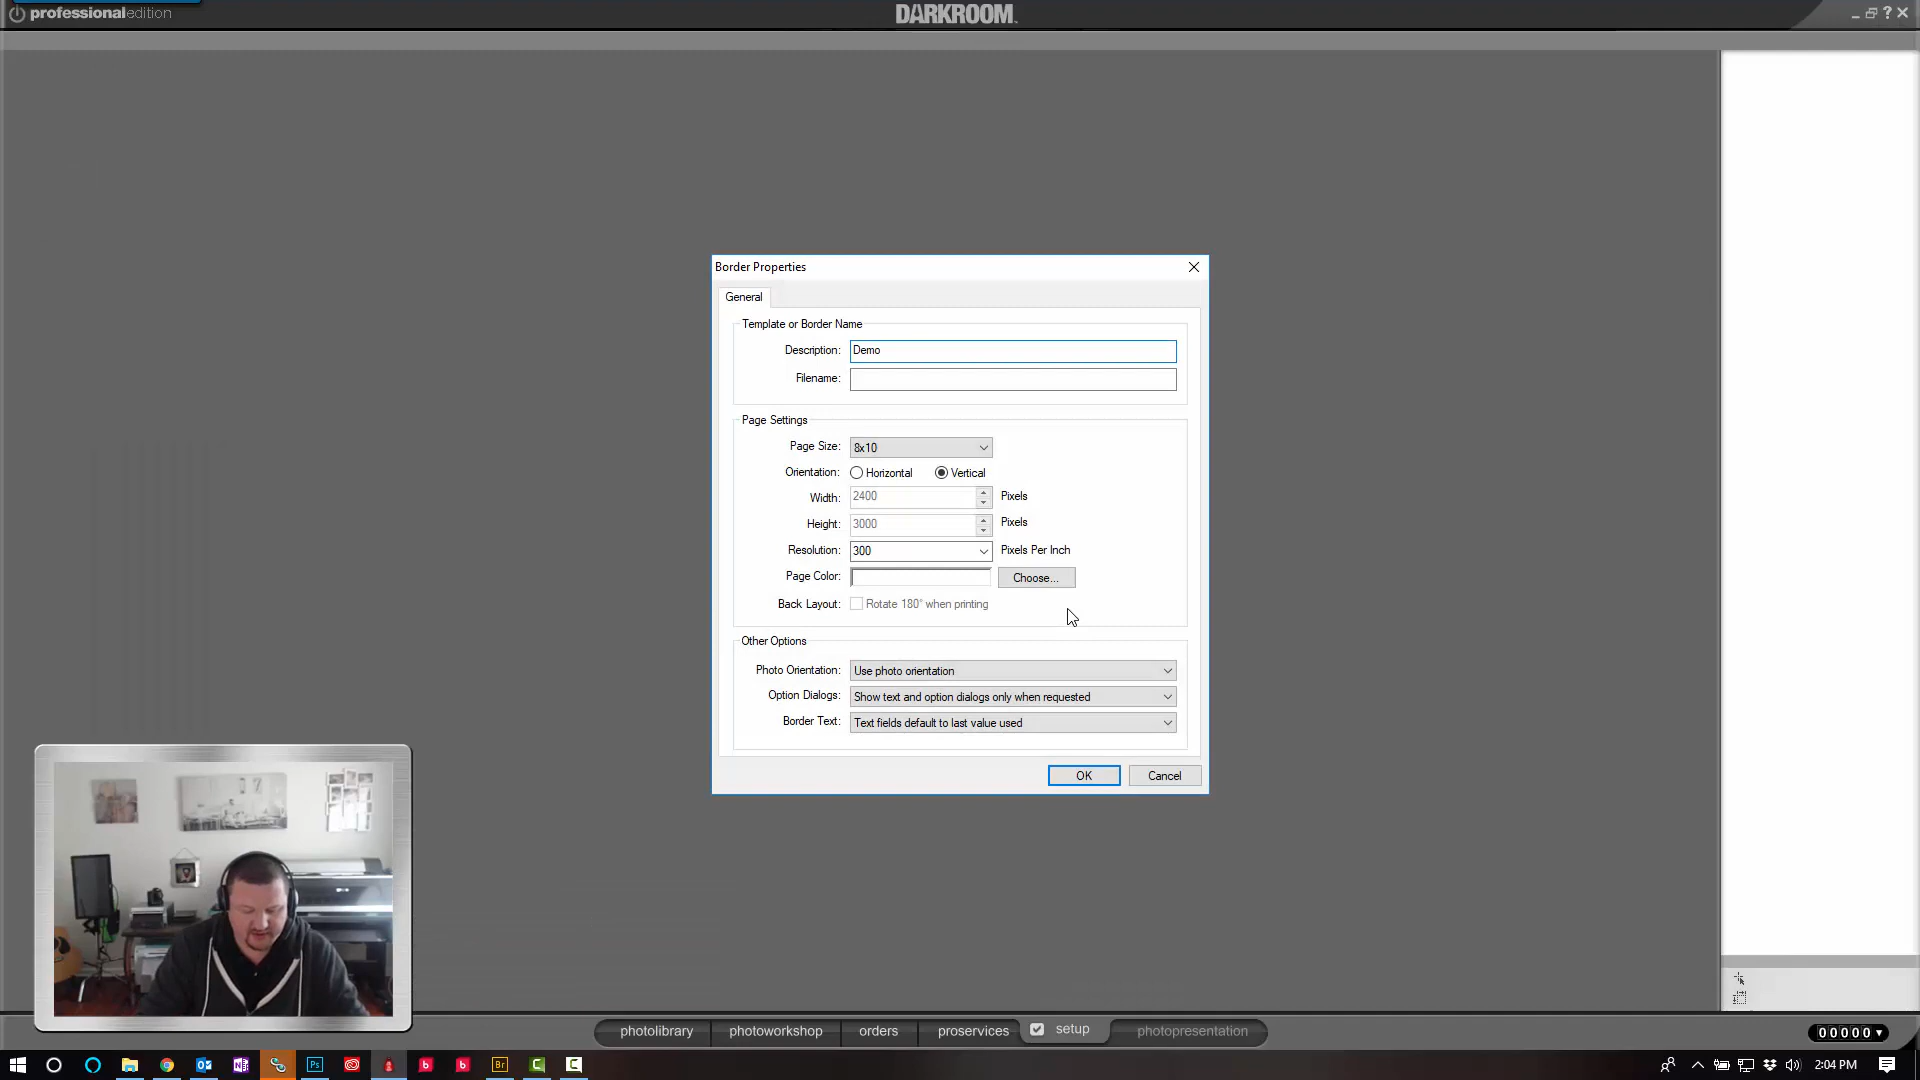 professionaledition
DARKROOM
Border Properties
General
Template or Border Name
Description: Demo
Filename:
Page Settings
Page Size: 8x10
Orientation: Horizontal Vertical
Width: 2400 Pixels
Height: 3000 Pixels
Resolution: 300 Pixels Per Inch
Page Color: Choose...
Back Layout: Rotate 180° when printing
Other Options
Photo Orientation: Use photo orientation
Option Dialogs: Show text and option dialogs only when requested
Border Text: Text fields default to last value used
OK Cancel
photolibrary photoworkshop orders proservices setup photopresentation
00000
Ps Br
2:04 PM